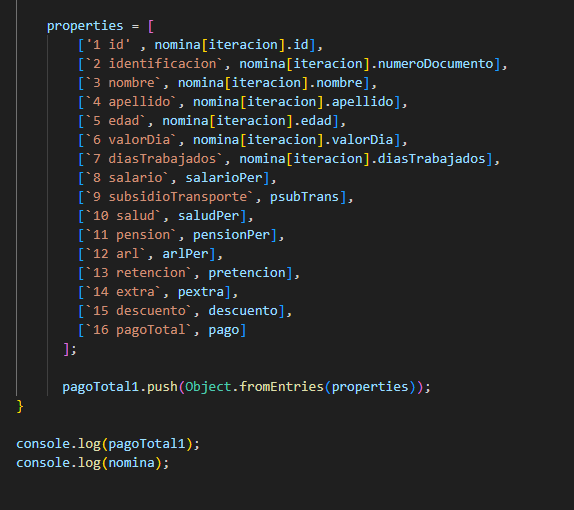 properties = [
['1 id' , nomina[iteracion].id],
[`2 identificacion`, nomina[iteracion].numeroDocumento],
[`3 nombre`, nomina[iteracion].nombre],
[`4 apellido`, nomina[iteracion].apellido],
[`5 edad`, nomina[iteracion].edad],
[`6 valorDia`, nomina[iteracion].valorDia],
[`7 diasTrabajados`, nomina[iteracion].diasTrabajados],
[`8 salario`, salarioPer],
[`9 subsidioTransporte`, psubTrans],
[`10 salud`, saludPer],
[`11 pension`, pensionPer],
[`12 arl`, arlPer],
[`13 retencion`, pretencion],
[`14 extra`, pextra],
[`15 descuento`, descuento],
[`16 pagoTotal`, pago]
];
pagoTotal1.push(Object.fromEntries(properties));
}
console.log(pagoTotal1);
console.log(nomina);